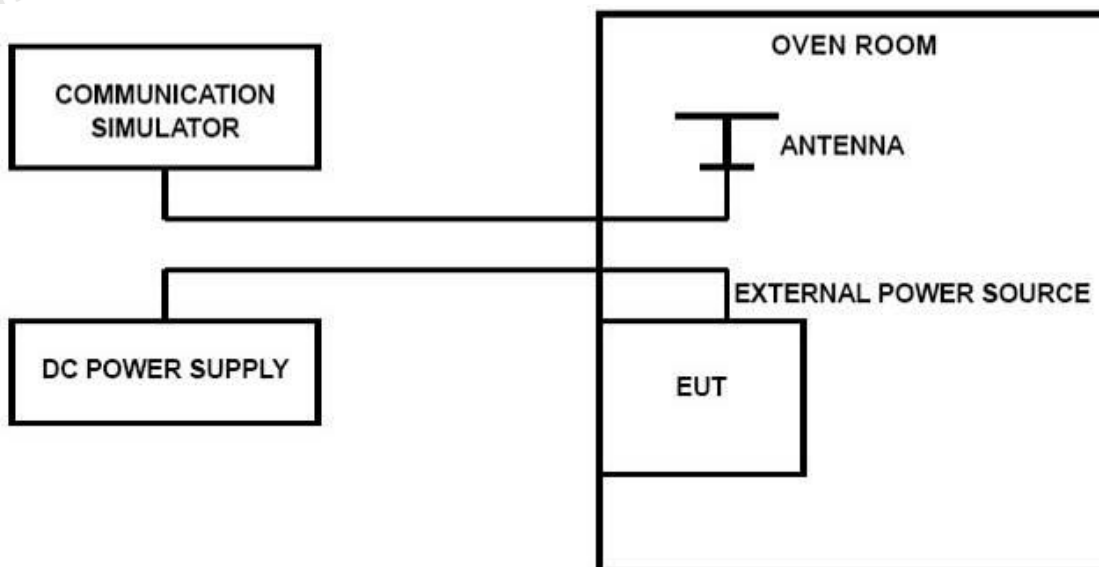 OVEN ROOM
COMMUNICATION
SIMULATOR
ANTENNA
EXTERNAL POWER SOURCE
DC POWER SUPPLY
EUT